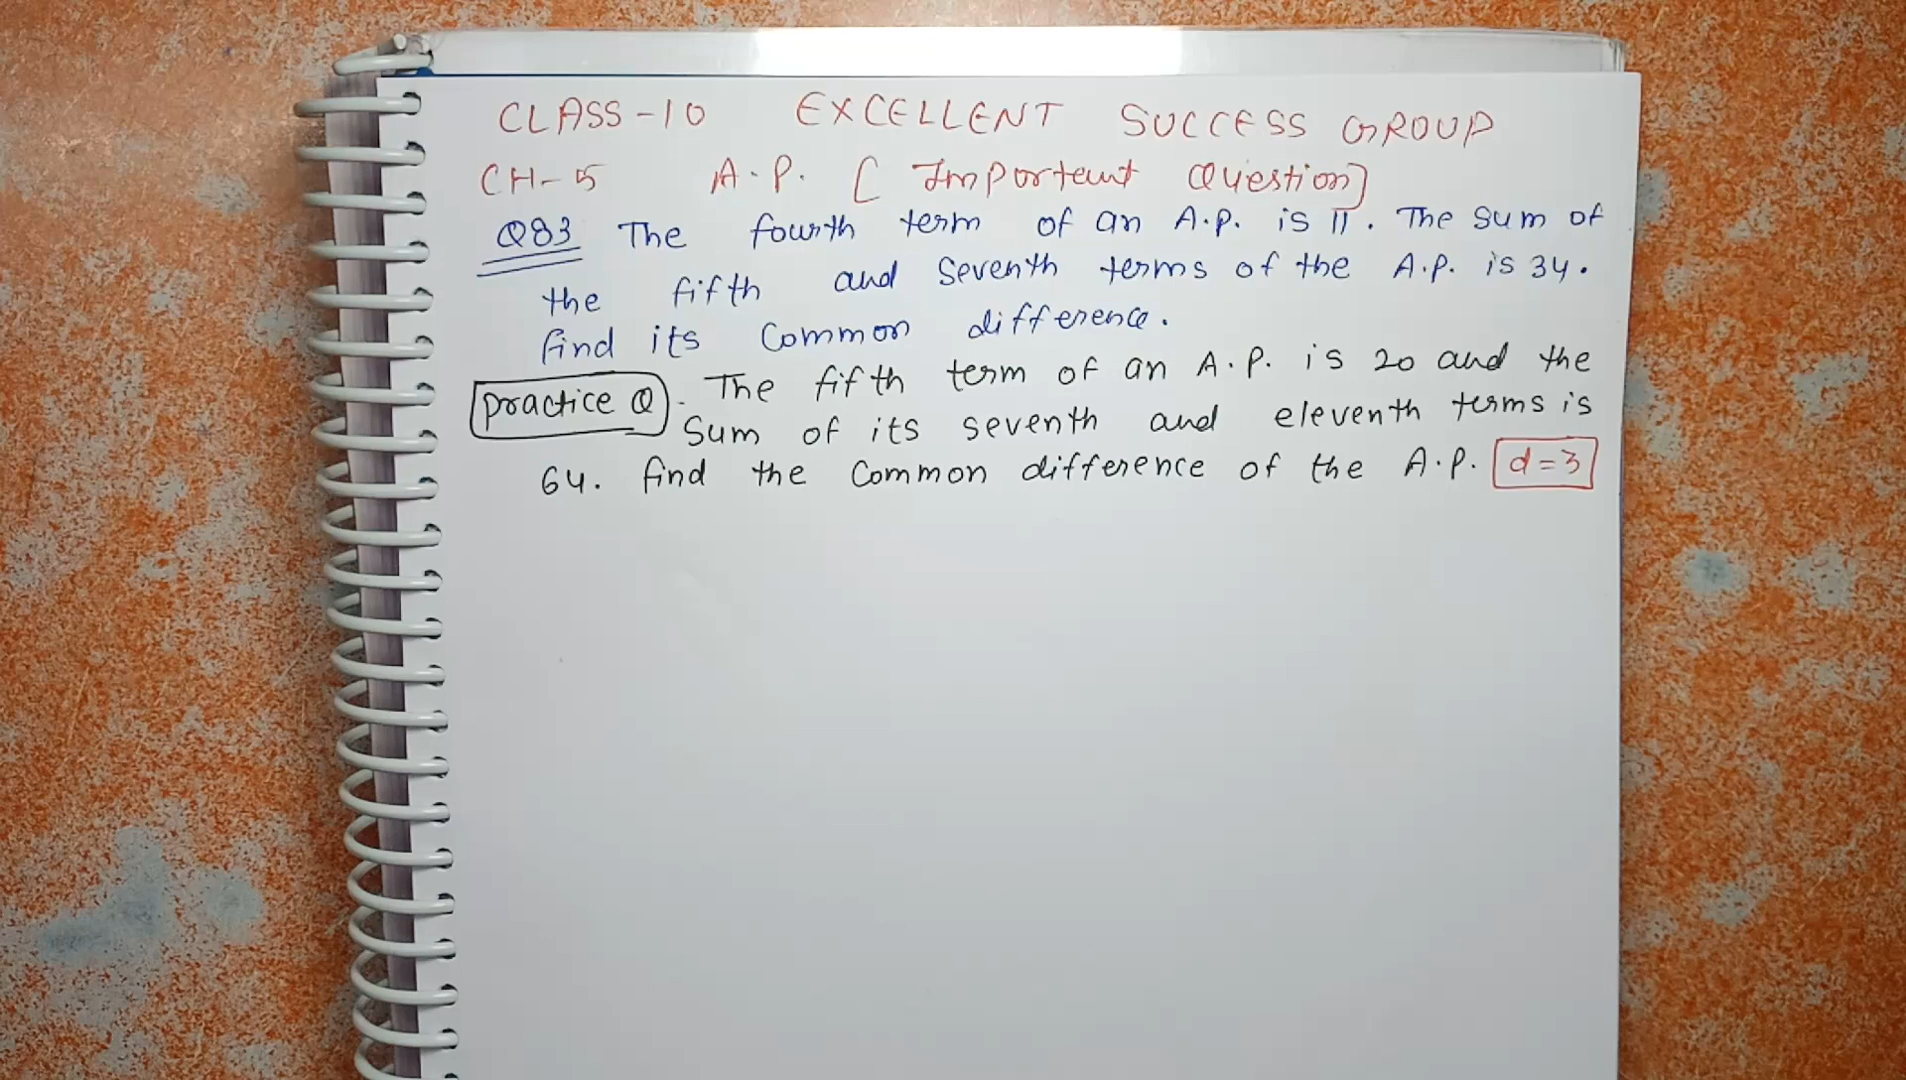 CLASS-10 EXCELLENT SUCCESS GROUP
CH-5 A.P. [Important Question]
Q83 The fourth term of an A.P. is 11. The sum of
the fifth and seventh terms of the A.P. is 34.
find its common difference.
Practice Q. The fifth term of an A.P. is 20 and the
Sum of its seventh and eleventh terms is
64. find the common difference of the A.P. d=3